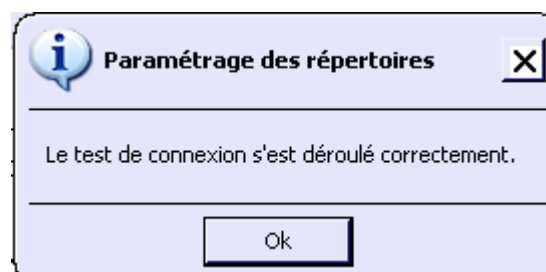 Paramétrage des répertoires
Le test de connexion s'est déroulé correctement.
Ok